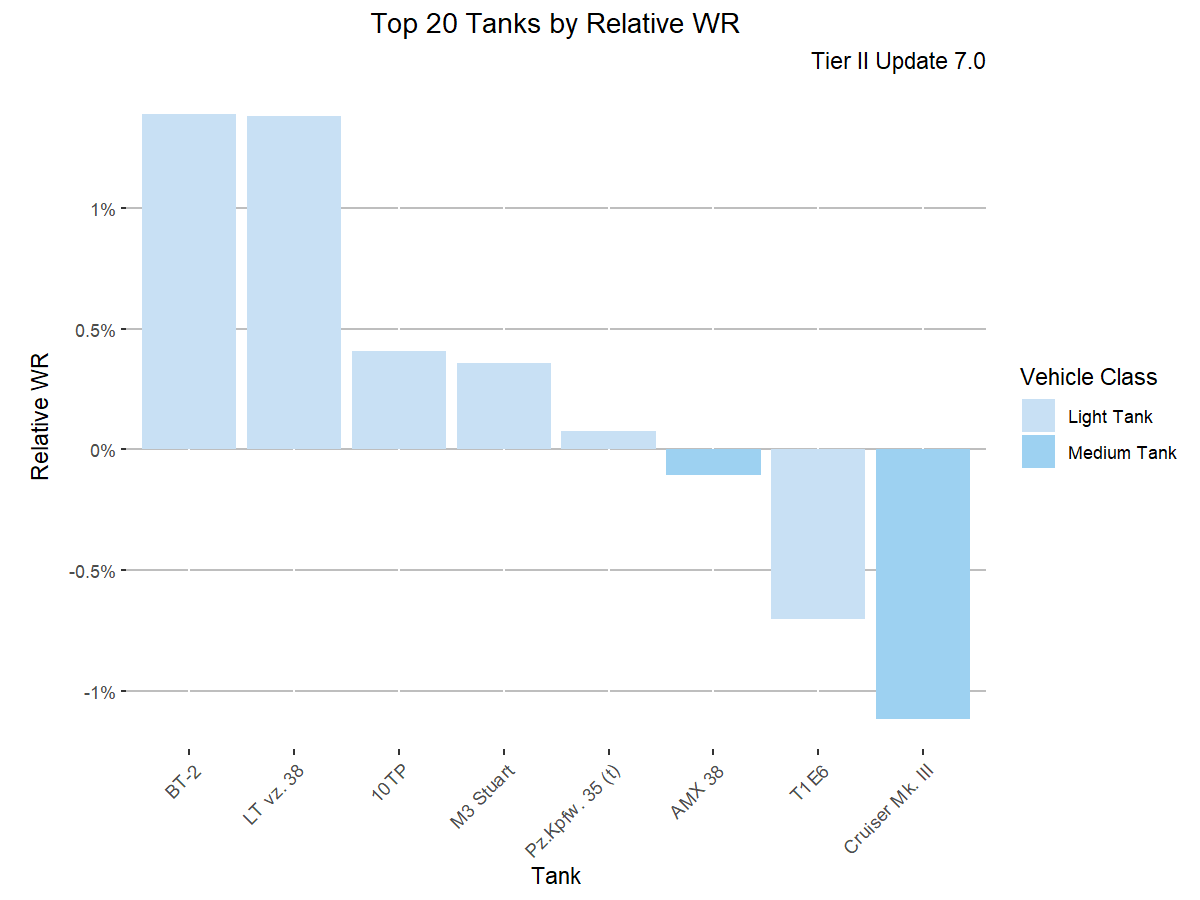 Top 20 Tanks by Relative WR
Tier II Update 7.0
1%
0.5%
0%
-0.5%
-1%
Relative WR
BT-2
LT vz. 38
10TP
M3 Stuart
Pz.Kpfw. 35 (t)
AMX 38
T1E6
Cruiser Mk. III
Tank
Vehicle Class
Light Tank
Medium Tank